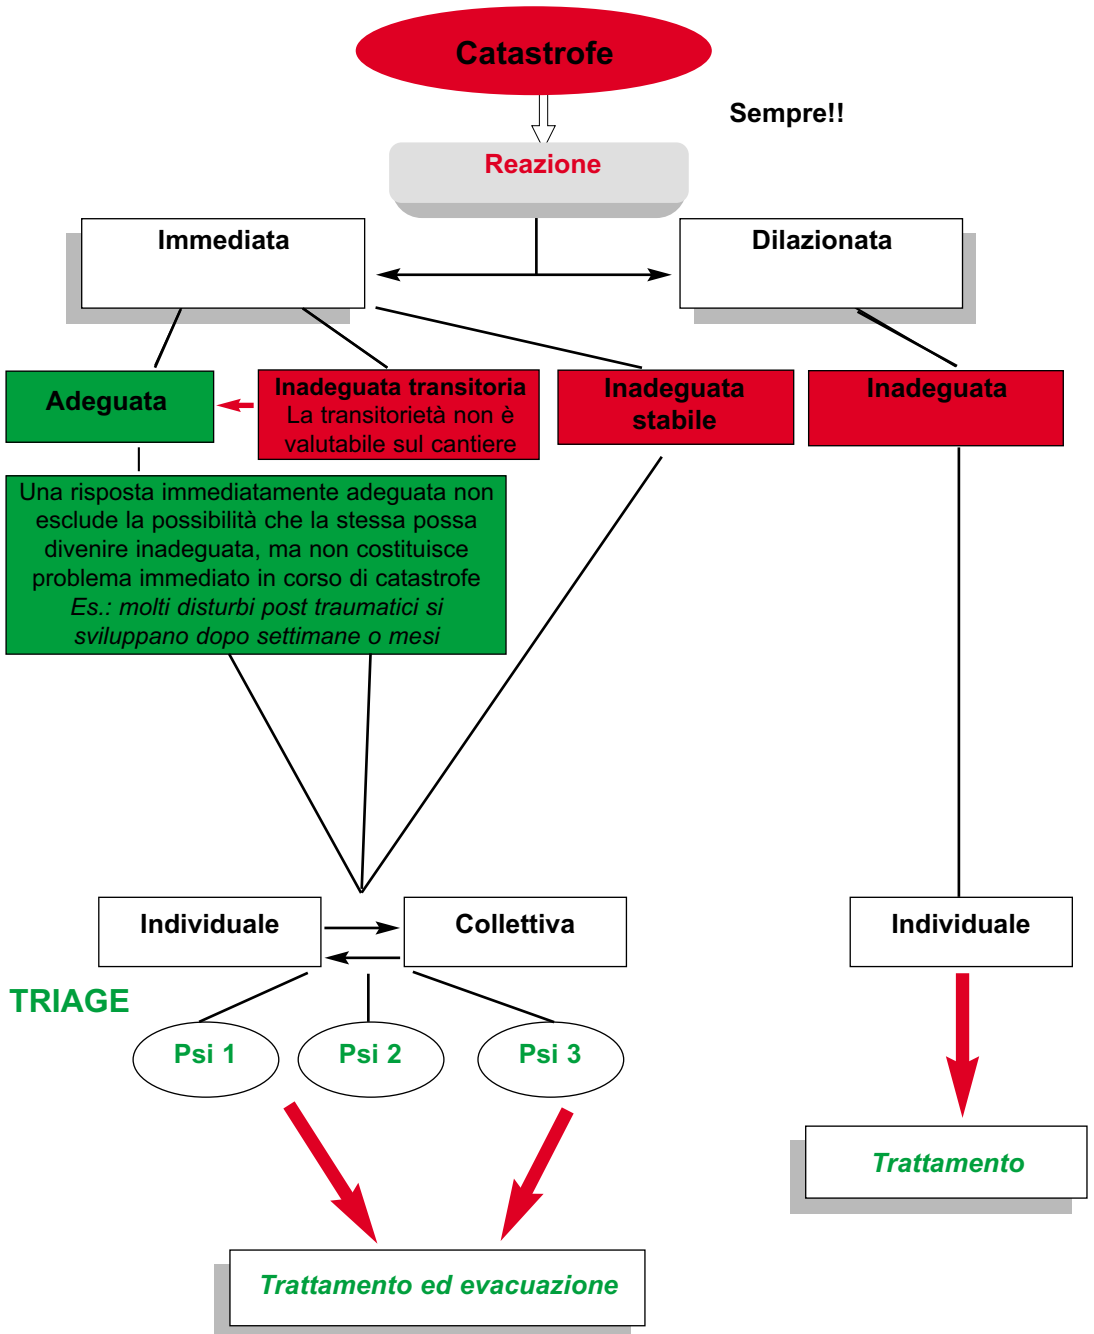 Catastrofe
Sempre!!
Reazione
Immediata
Dilazionata
Adeguata
Inadeguata transitoria
La transitorietà non è
valutabile sul cantiere
Inadeguata
stabile
Inadeguata
Una risposta immediatamente adeguata non
esclude la possibilità che la stessa possa
divenire inadeguata, ma non costituisce
problema immediato in corso di catastrofe
Es.: molti disturbi post traumatici si
sviluppano dopo settimane o mesi
Individuale
Collettiva
Individuale
TRIAGE
Psi 1
Psi 2
Psi 3
Trattamento
Trattamento ed evacuazione